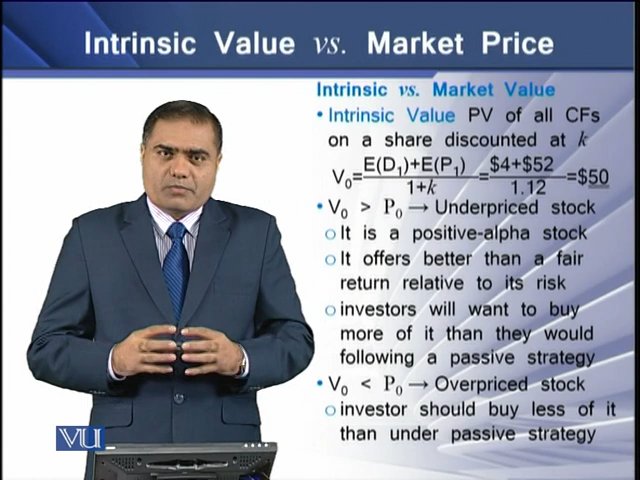 Intrinsic Value vs. Market Price
Intrinsic vs. Market Value
• Intrinsic Value PV of all CFs
on a share discounted at k
V₀=E(D₁)+E(P₁)/1+k=$4+$52/1.12=$50
• V₀ > P₀ → Underpriced stock
o It is a positive-alpha stock
o It offers better than a fair
return relative to its risk
o investors will want to buy
more of it than they would
following a passive strategy
• V₀ < P₀ → Overpriced stock
o investor should buy less of it
than under passive strategy
VU